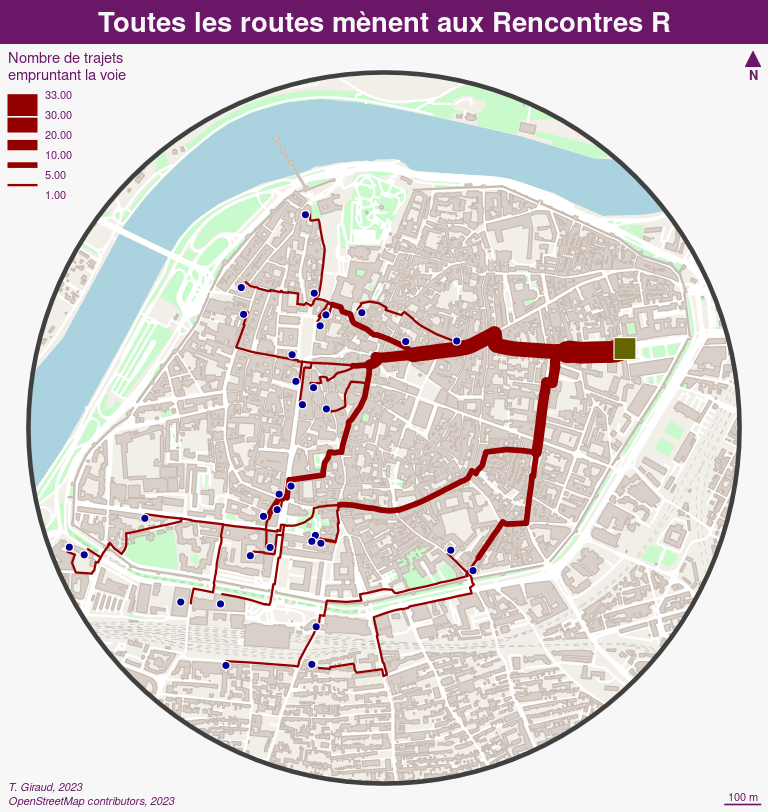 Toutes les routes mènent aux Rencontres R
Nombre de trajets
empruntant la voie
33.00
30.00
20.00
10.00
5.00
1.00
N
T. Giraud, 2023
OpenStreetMap contributors, 2023
100 m